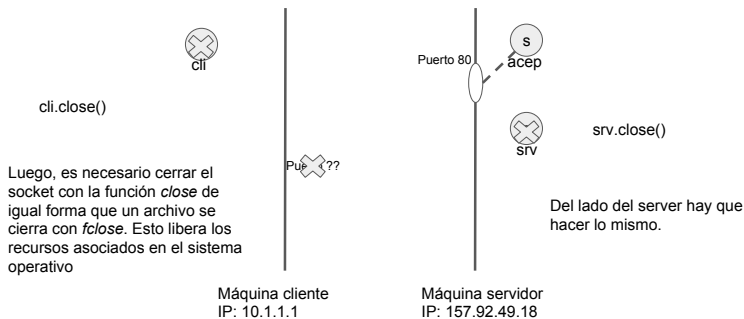 s
Puerto 80
acep
cli
cli.close()
srv.close()
srv
??
Luego, es necesario cerrar el
socket con la función close de
igual forma que un archivo se
cierra con fclose. Esto libera los
recursos asociados en el sistema
operativo
Del lado del server hay que
hacer lo mismo.
Máquina cliente
IP: 10.1.1.1
Máquina servidor
IP: 157.92.49.18